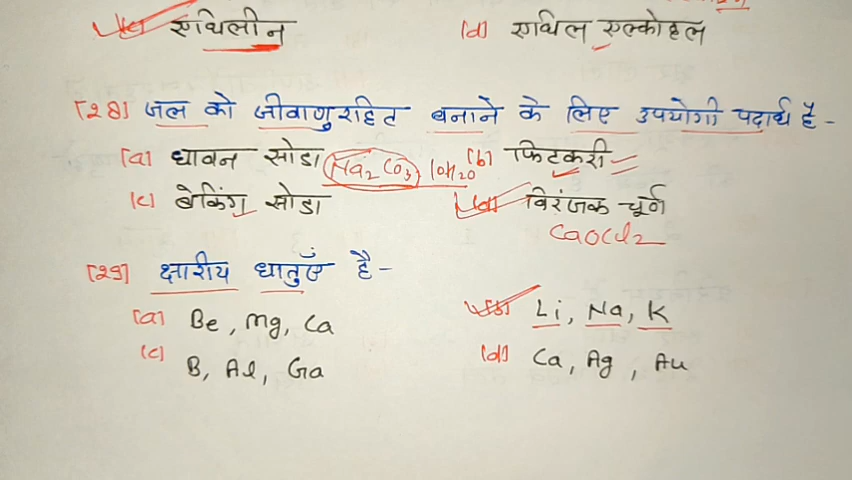 एथिलीन (d) एथिल एल्कोहल
[28] जल को जीवाणुरहित बनाने के लिए उपयोगी पदार्थ है -
(a) धावन सोडा Na2CO3 10H2O (b) फिटकरी
(c) बेकिंग सोडा (d) विरंजक चूर्ण
CaOCl2
[29] क्षारीय धातुएँ है -
(a) Be, Mg, Ca (b) Li, Na, K
(c) B, Al, Ga (d) Ca, Ag, Au